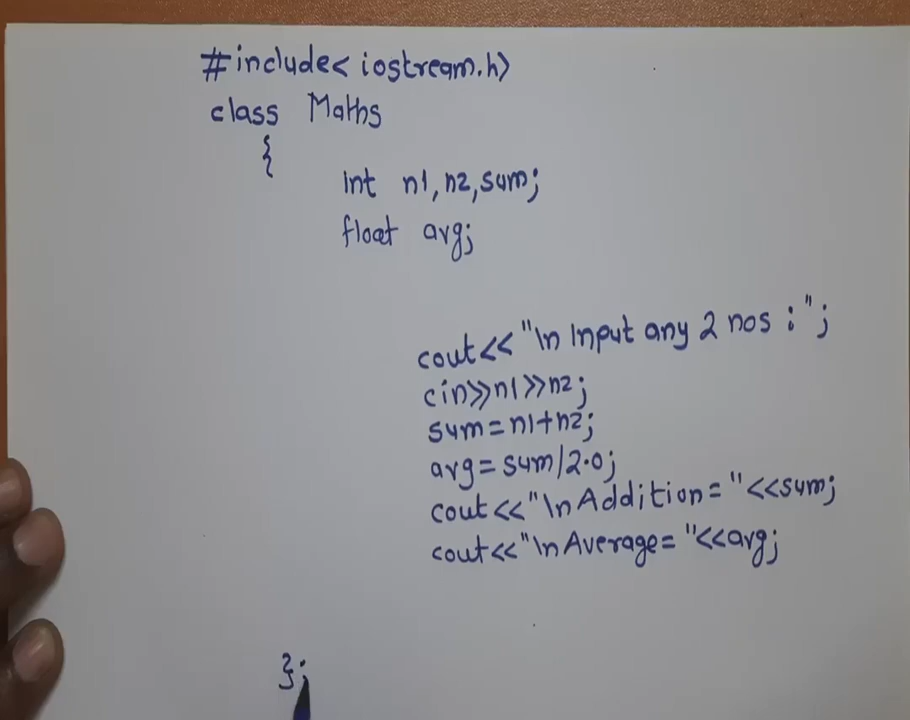 #include<iostream.h>
class Maths
{
int n1,n2,sum;
float avg;
cout<<"\n Input any 2 nos :";
cin>>n1>>n2;
sum=n1+n2;
avg=sum/2.0;
cout<<"\n Addition="<<sum;
cout<<"\n Average="<<avg;
};